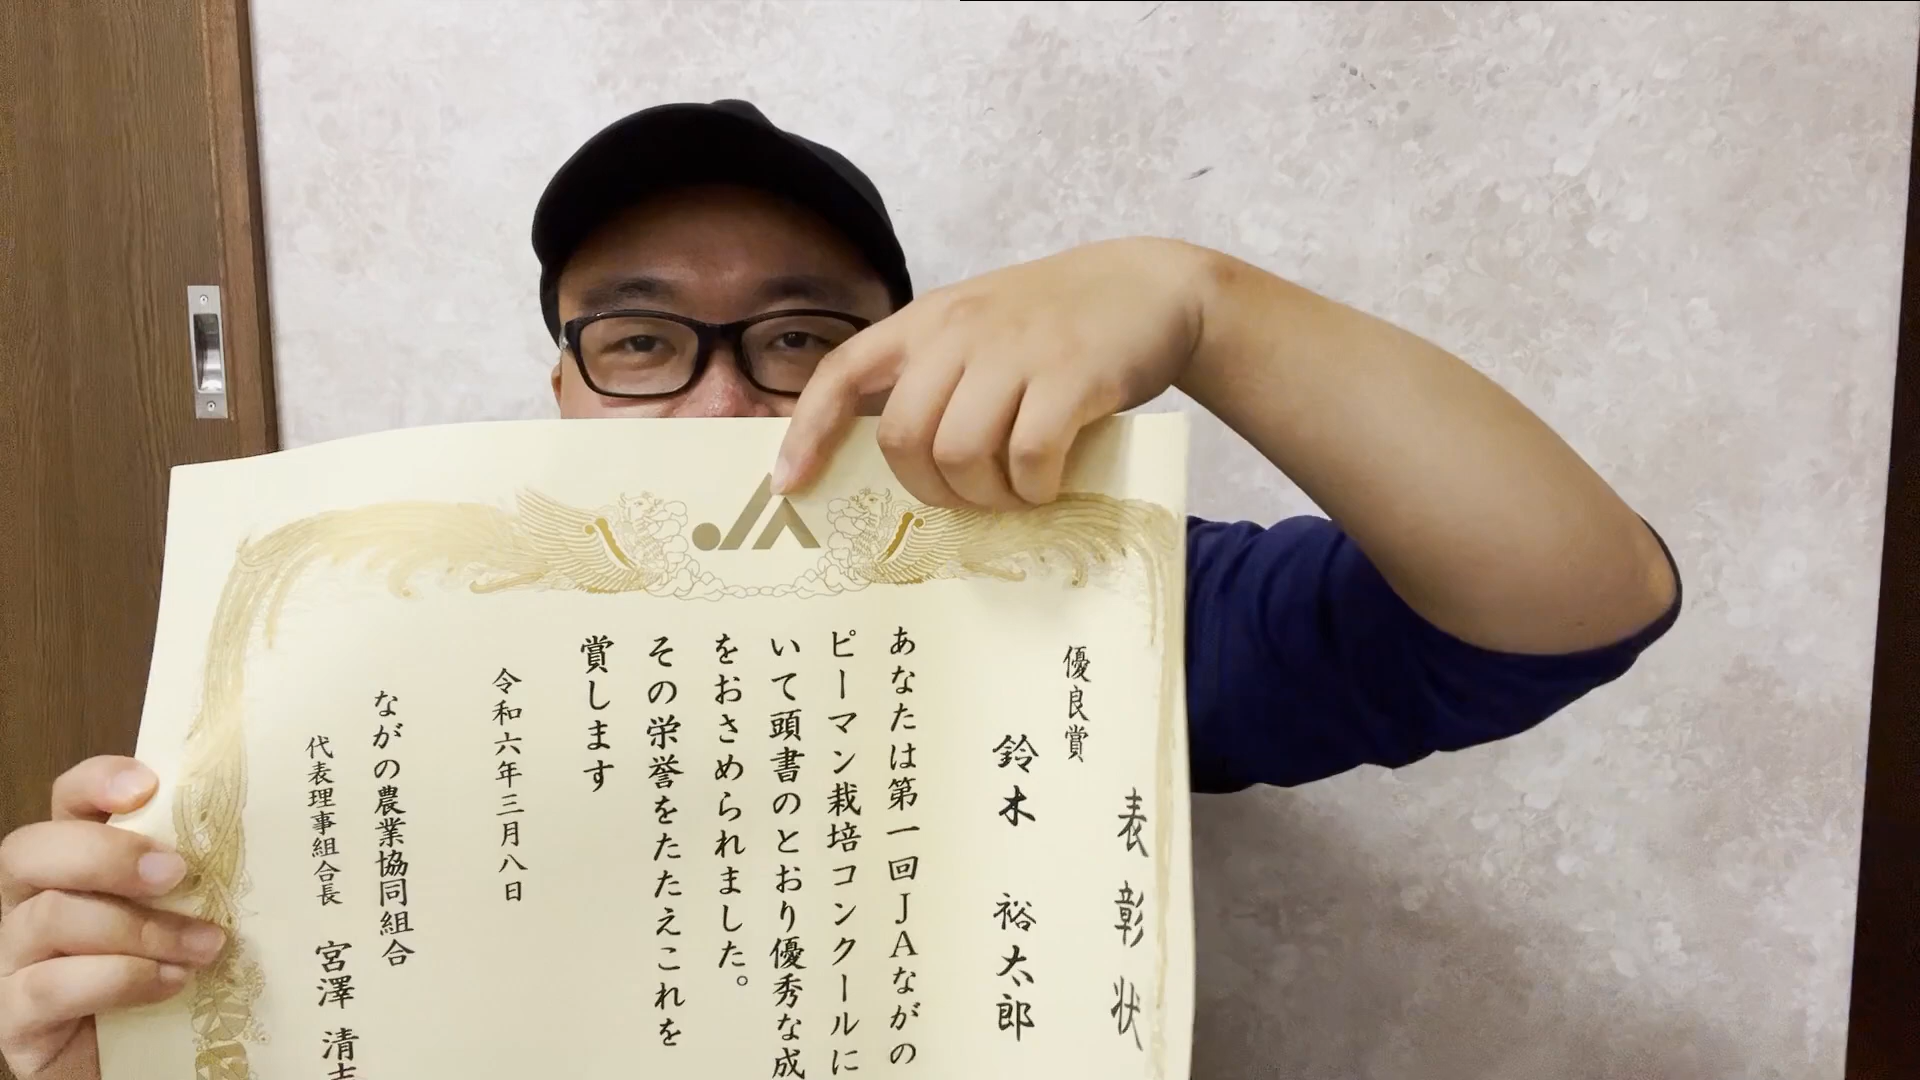 表彰状
優良賞
鈴木 裕太郎
あなたは第一回JAながの
ピーマン栽培コンクールに
いて頭書のとおり優秀な成
をおさめられました。
その栄誉をたたえこれを
賞します
令和六年三月八日
ながの農業協同組合
代表理事組合長 宮澤 清
JA